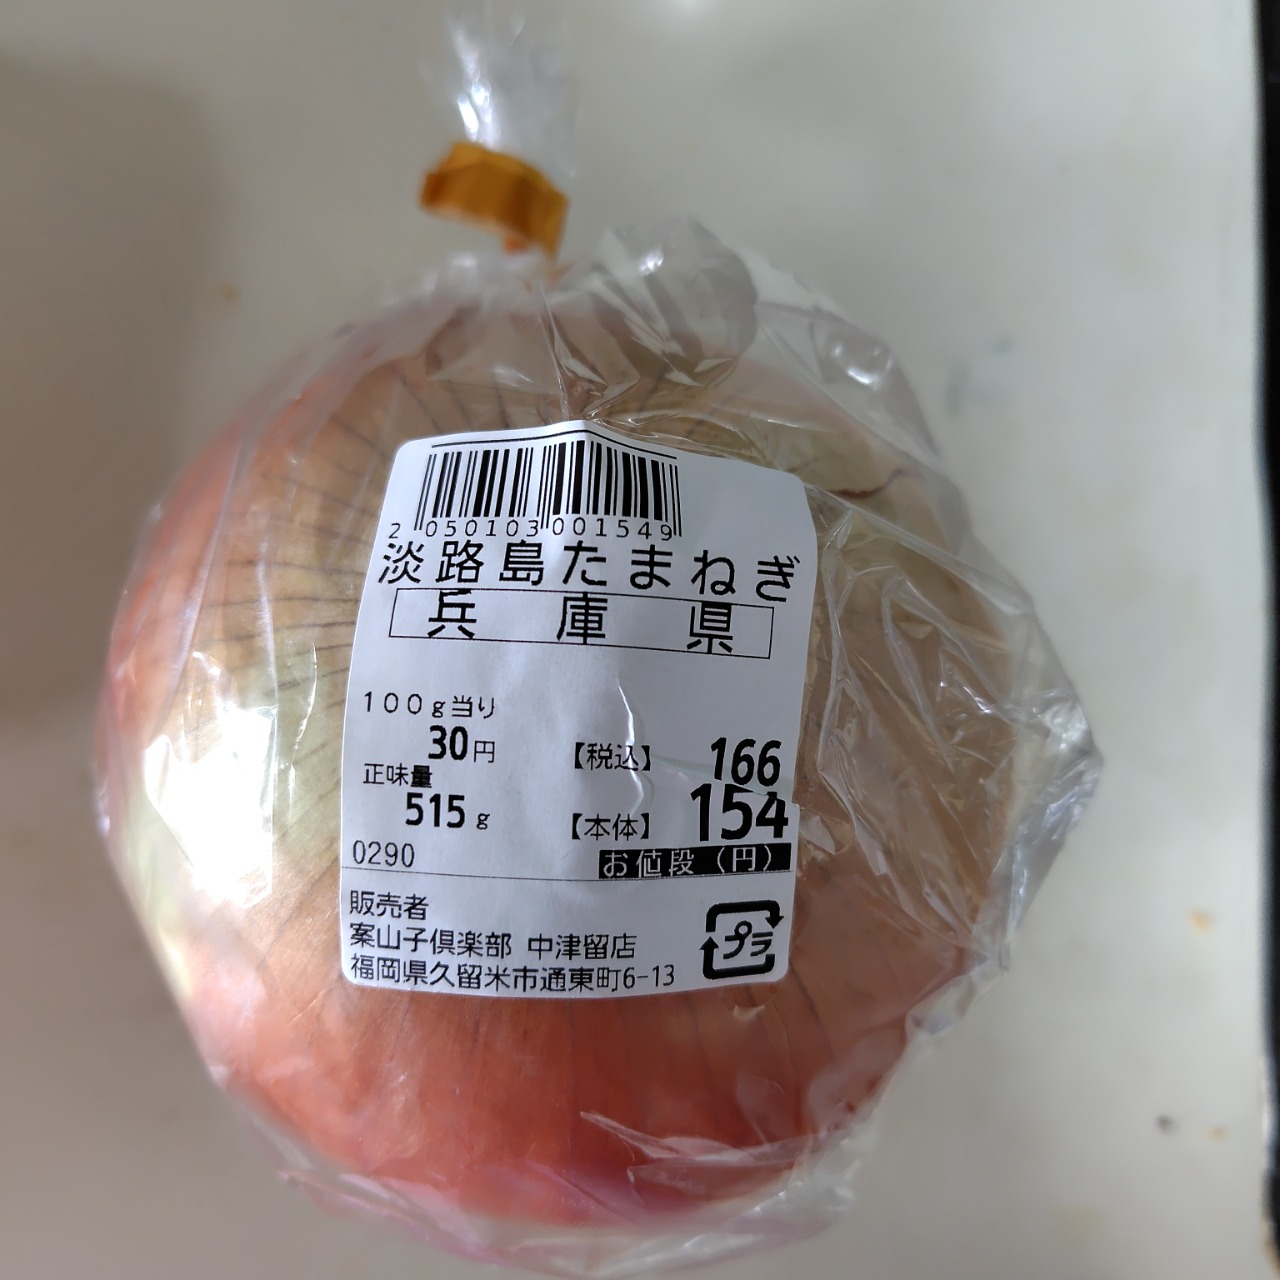 2 050103 001549
淡路島たまねぎ
兵庫県
100g当り
30円 【税込】 166
正味量
515g 【本体】 154
0290 お値段(円)
販売者
案山子倶楽部 中津留店
福岡県久留米市通東町6-13
プラ